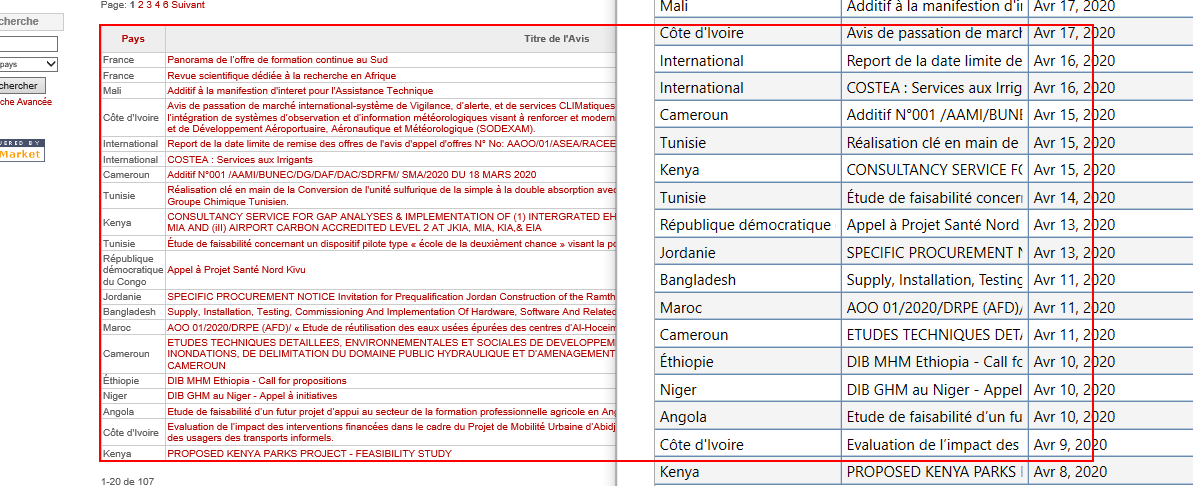 Page: 1 2 3 4 6 Suivant
cherche
pays
chercher
che Avancée
WERED BY
Market
Pays Titre de l'Avis
France Panorama de l'offre de formation continue au Sud
France Revue scientifique dédiée à la recherche en Afrique
Mali Additif à la manifestion d'interet pour l'Assistance Technique
Côte d'Ivoire Avis de passation de marché international-système de Vigilance, d'alerte, et de services CLIMatiques
l'intégration de systèmes d'observation et d'information météorologiques visant à renforcer et modern
et de Développement Aéroportuaire, Aéronautique et Météorologique (SODEXAM).
International Report de la date limite de remise des offres de l'avis d'appel d'offres N° No: AAOO/01/ASEA/RACEE
International COSTEA : Services aux Irrigants
Cameroun Additif N°001 /AAMI/BUNEC/DG/DAF/DAC/SDRFM/ SMA/2020 DU 18 MARS 2020
Tunisie Réalisation clé en main de la Conversion de l'unité sulfurique de la simple à la double absorption avec
Groupe Chimique Tunisien.
Kenya CONSULTANCY SERVICE FOR GAP ANALYSES & IMPLEMENTATION OF (1) INTERGRATED EH
MIA AND (iII) AIRPORT CARBON ACCREDITED LEVEL 2 AT JKIA, MIA, KIA,& EIA
Tunisie Étude de faisabilité concernant un dispositif pilote type « école de la deuxièment chance » visant la po
République
démocratique Appel à Projet Santé Nord Kivu
du Congo
Jordanie SPECIFIC PROCUREMENT NOTICE Invitation for Prequalification Jordan Construction of the Ramth
Bangladesh Supply, Installation, Testing, Commissioning And Implementation Of Hardware, Software And Related
Maroc AOO 01/2020/DRPE (AFD)/ « Etude de réutilisation des eaux usées épurées des centres d'Al-Hoceim
Cameroun ETUDES TECHNIQUES DETAILLEES, ENVIRONNEMENTALES ET SOCIALES DE DEVELOPPEM
INONDATIONS, DE DELIMITATION DU DOMAINE PUBLIC HYDRAULIQUE ET D'AMENAGEMENT
CAMEROUN
Éthiopie DIB MHM Ethiopia - Call for propositions
Niger DIB GHM au Niger - Appel à initiatives
Angola Etude de faisabilité d'un futur projet d'appui au secteur de la formation professionnelle agricole en Ang
Côte d'Ivoire Evaluation de l'impact des interventions financées dans le cadre du Projet de Mobilité Urbaine d'Abidj
des usagers des transports informels.
Kenya PROPOSED KENYA PARKS PROJECT - FEASIBILITY STUDY
1-20 de 107
Mali Additif à la manifestion d'i Avr 17, 2020
Côte d'Ivoire Avis de passation de march Avr 17, 2020
International Report de la date limite de Avr 16, 2020
International COSTEA : Services aux Irrig Avr 16, 2020
Cameroun Additif N°001 /AAMI/BUNE Avr 15, 2020
Tunisie Réalisation clé en main de Avr 15, 2020
Kenya CONSULTANCY SERVICE FO Avr 15, 2020
Tunisie Étude de faisabilité concern Avr 14, 2020
République démocratique Appel à Projet Santé Nord Avr 13, 2020
Jordanie SPECIFIC PROCUREMENT N Avr 13, 2020
Bangladesh Supply, Installation, Testing Avr 11, 2020
Maroc AOO 01/2020/DRPE (AFD)/ Avr 11, 2020
Cameroun ETUDES TECHNIQUES DETA Avr 11, 2020
Éthiopie DIB MHM Ethiopia - Call fo Avr 10, 2020
Niger DIB GHM au Niger - Appel Avr 10, 2020
Angola Etude de faisabilité d'un fu Avr 10, 2020
Côte d'Ivoire Evaluation de l'impact des Avr 9, 2020
Kenya PROPOSED KENYA PARKS Avr 8, 2020